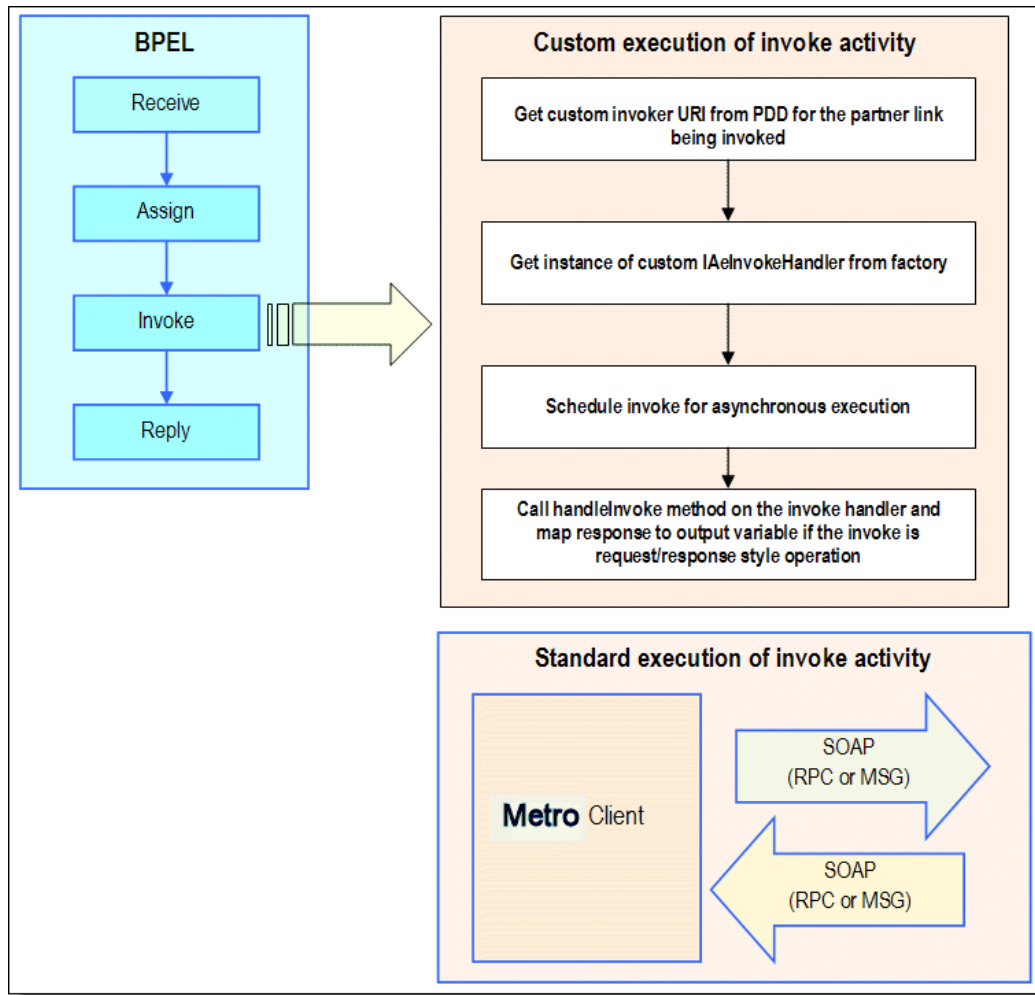 BPEL
Receive
Assign
Invoke
Reply
Custom execution of invoke activity
Get custom invoker URI from PDD for the partner link
being invoked
Get instance of custom IAeInvokeHandler from factory
Schedule invoke for asynchronous execution
Call handleInvoke method on the invoke handler and
map response to output variable if the invoke is
request/response style operation
Standard execution of invoke activity
Metro Client
SOAP
(RPC or MSG)
SOAP
(RPC or MSG)